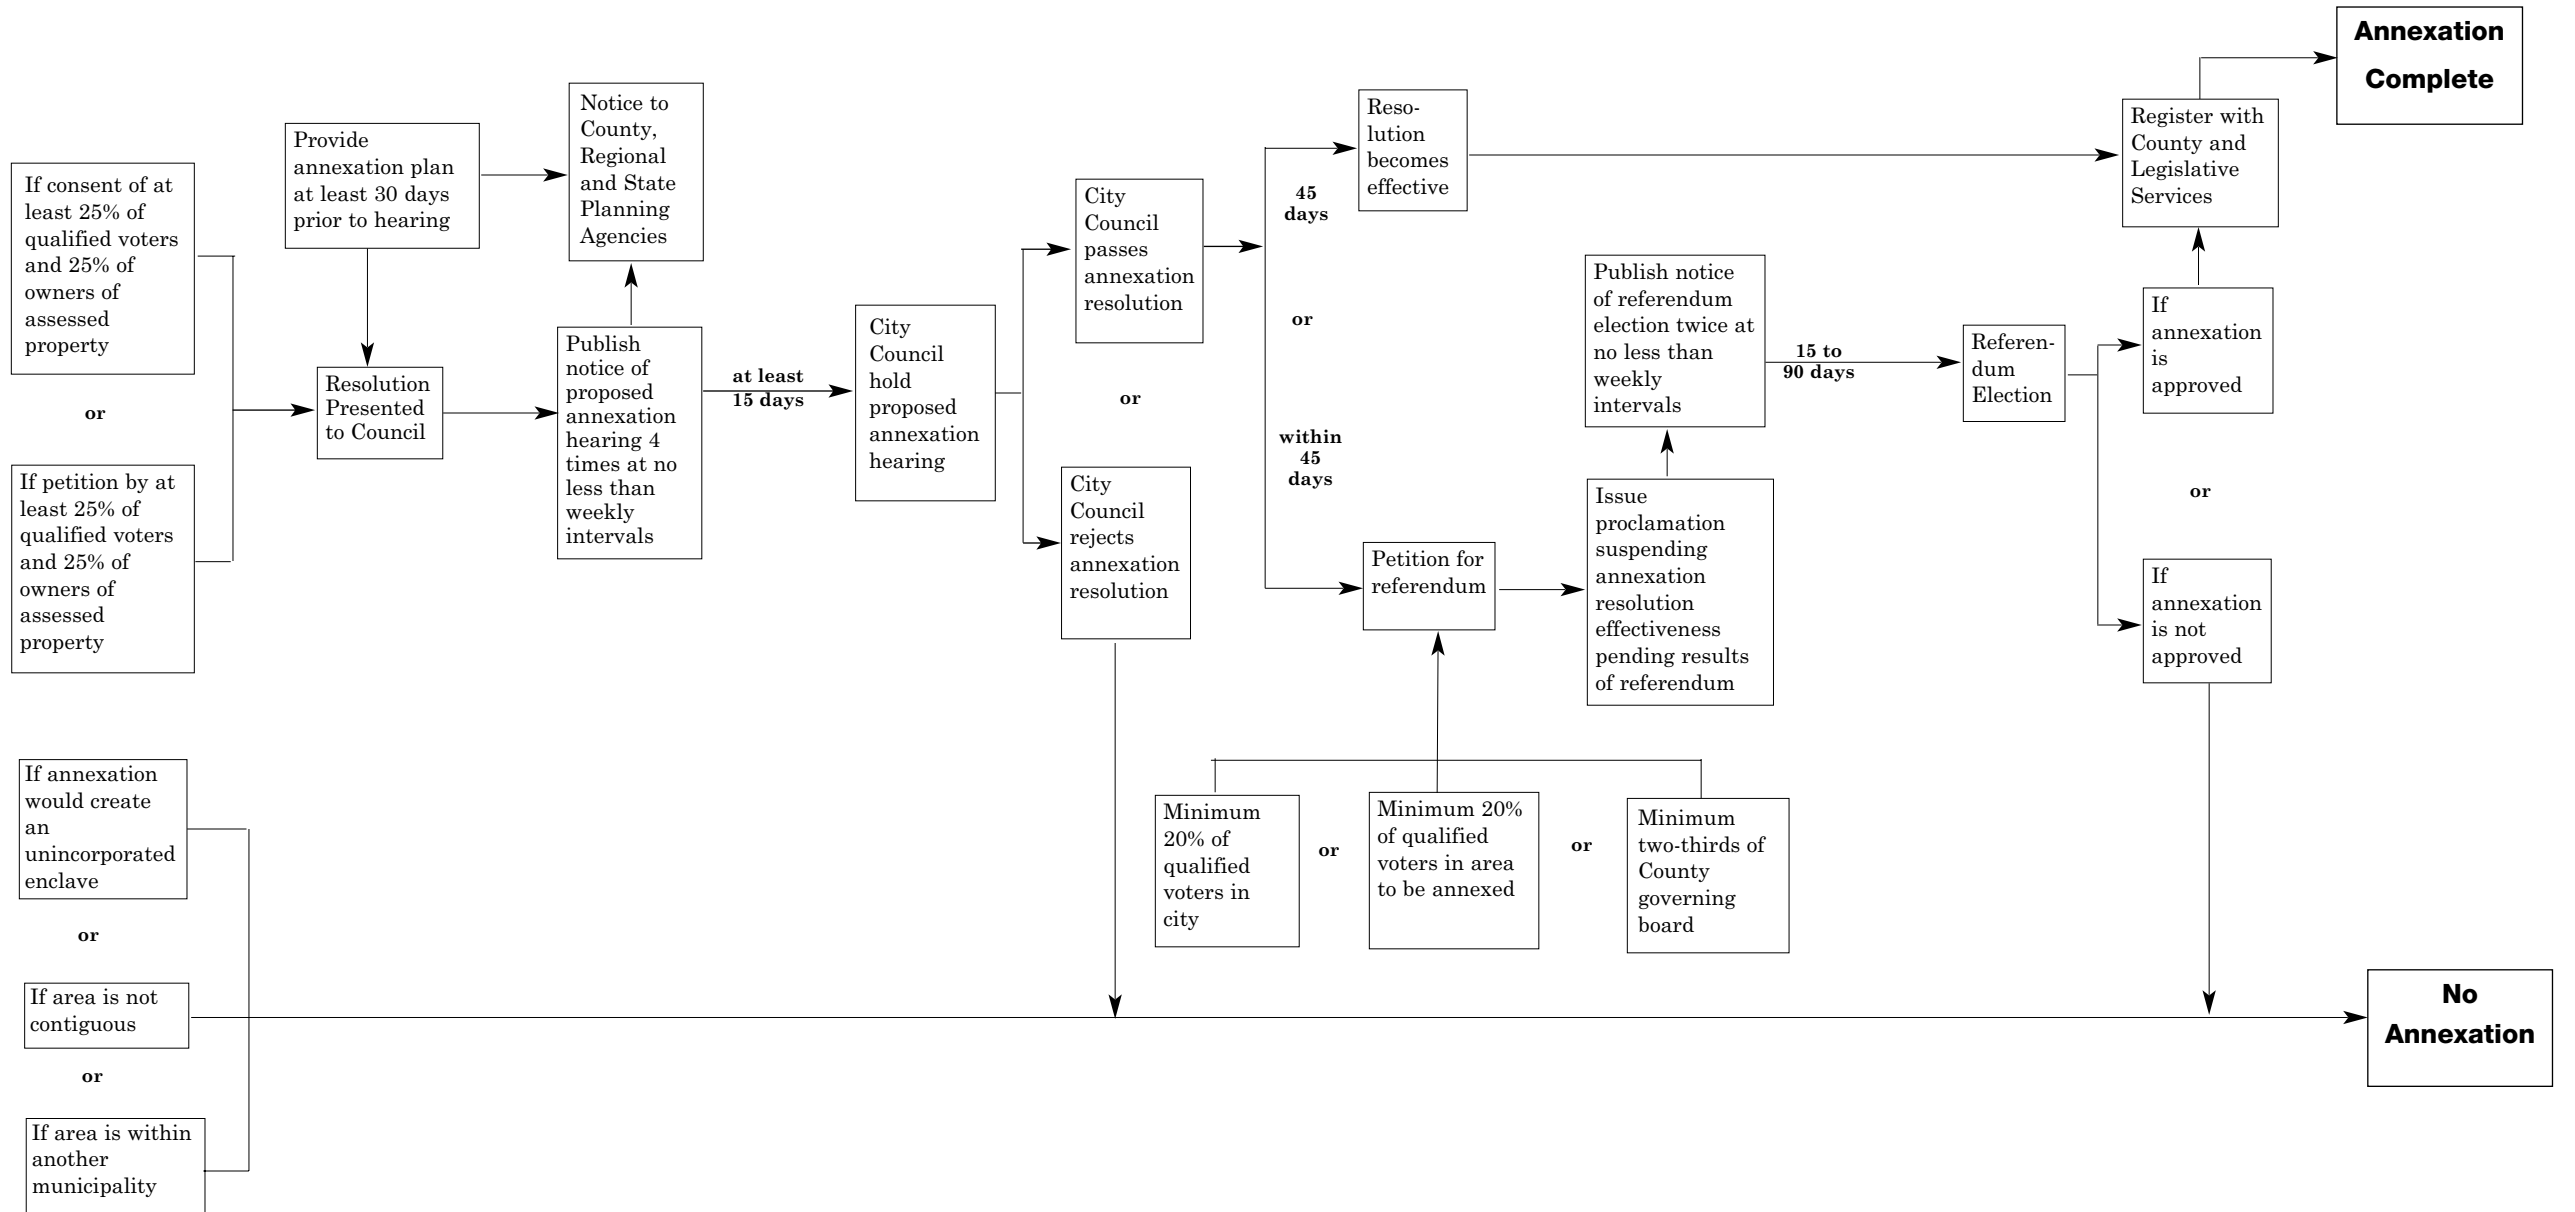 Annexation
Complete
Notice to
County,
Regional
and State
Planning
Agencies
Provide
annexation plan
at least 30 days
prior to hearing
If consent of at
least 25% of
qualified voters
and 25% of
owners of
assessed
property
or
If petition by at
least 25% of
qualified voters
and 25% of
owners of
assessed
property
Resolution
Presented
to Council
Publish
notice of
proposed
annexation
hearing 4
times at no
less than
weekly
intervals
at least
15 days
City
Council
hold
proposed
annexation
hearing
City
Council
passes
annexation
resolution
or
City
Council
rejects
annexation
resolution
45
days
or
within
45
days
Reso-
lution
becomes
effective
Petition for
referendum
Issue
proclamation
suspending
annexation
resolution
effectiveness
pending results
of referendum
Publish notice
of referendum
election twice at
no less than
weekly
intervals
15 to
90 days
Referen-
dum
Election
Register with
County and
Legislative
Services
If
annexation
is
approved
or
If
annexation
is not
approved
Minimum
20% of
qualified
voters in
city
or
Minimum 20%
of qualified
voters in area
to be annexed
or
Minimum
two-thirds of
County
governing
board
If annexation
would create
an
unincorporated
enclave
or
If area is not
contiguous
or
If area is within
another
municipality
No
Annexation